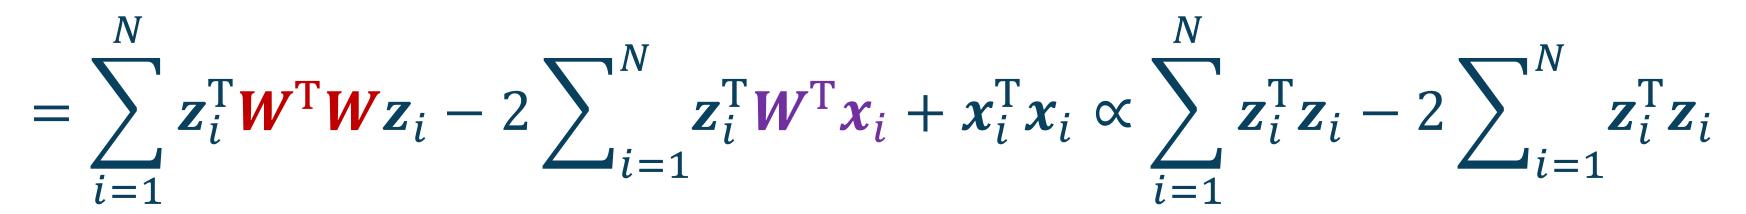 = ∑_{i=1}^{N} z_i^T W^T W z_i − 2 ∑_{i=1}^{N} z_i^T W^T x_i + x_i^T x_i ∝ ∑_{i=1}^{N} z_i^T z_i − 2 ∑_{i=1}^{N} z_i^T z_i